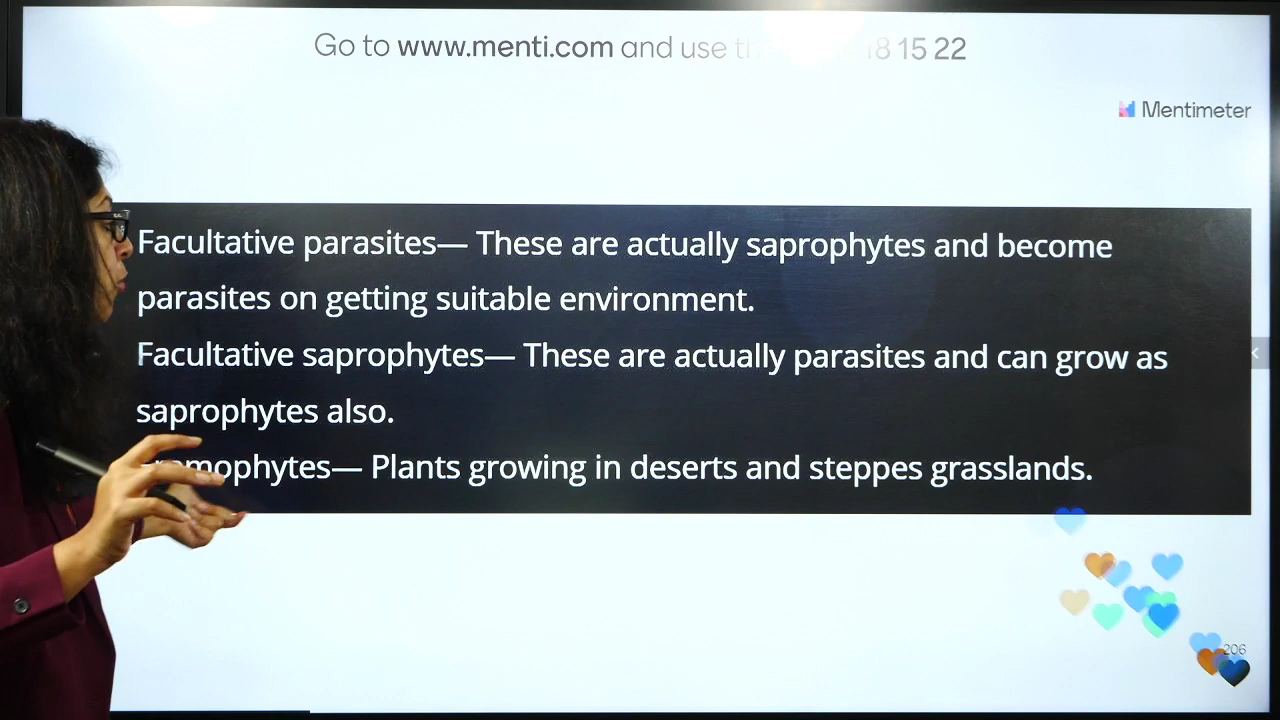 Go to www.menti.com and use 18 15 22
Mentimeter
Facultative parasites— These are actually saprophytes and become
parasites on getting suitable environment.
Facultative saprophytes— These are actually parasites and can grow as
saprophytes also.
Plants growing in deserts and steppes grasslands.
206